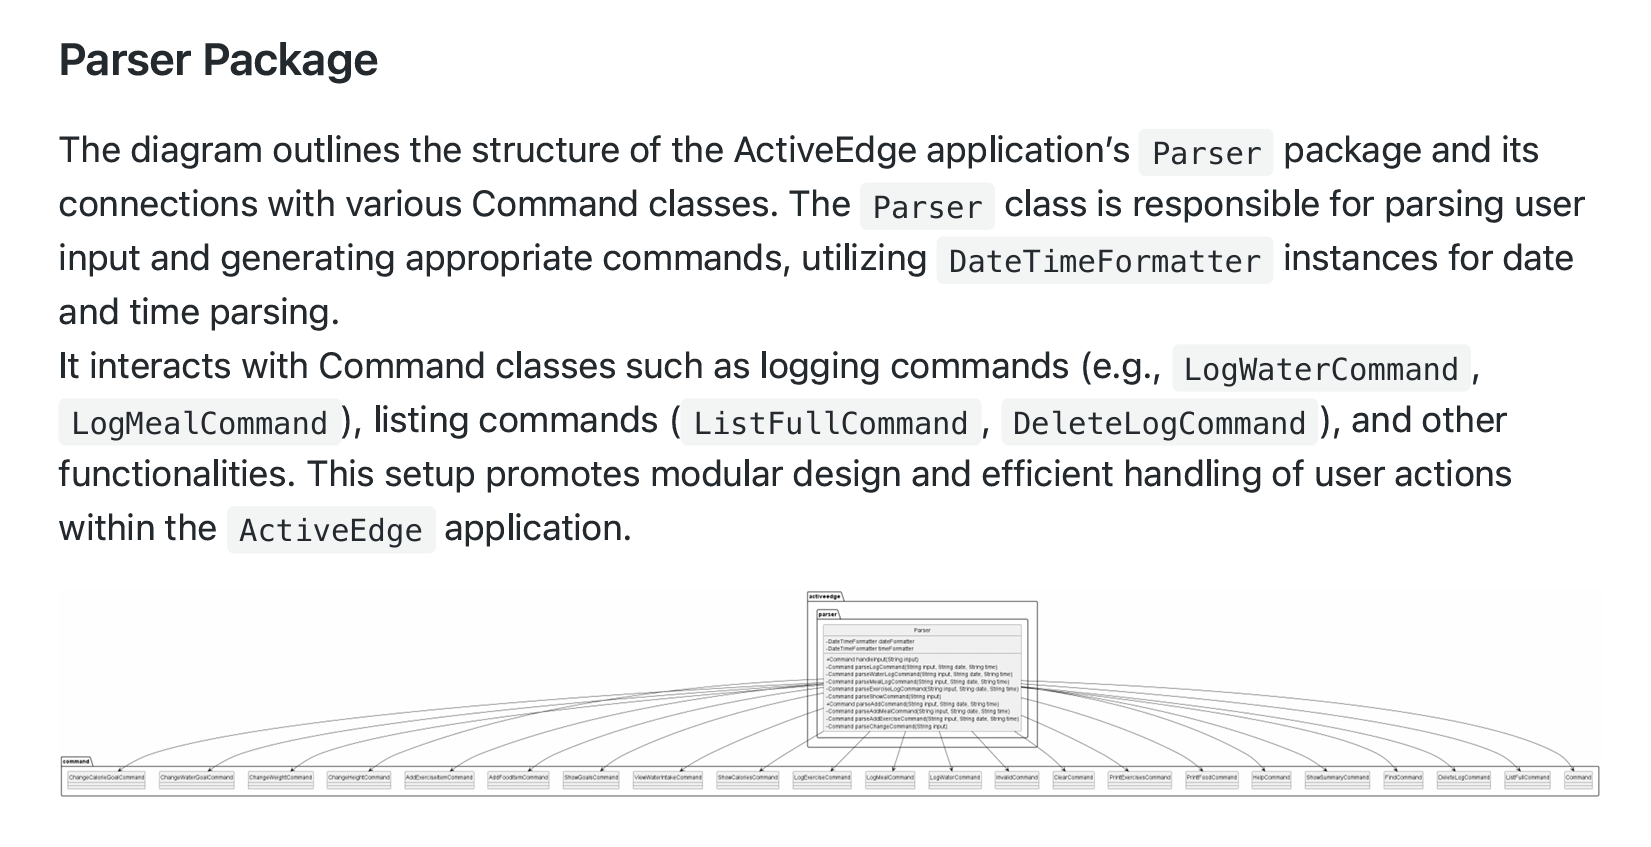 Parser Package
The diagram outlines the structure of the ActiveEdge application’s Parser package and its
connections with various Command classes. The Parser class is responsible for parsing user
input and generating appropriate commands, utilizing DateTimeFormatter instances for date
and time parsing.
It interacts with Command classes such as logging commands (e.g., LogWaterCommand,
LogMealCommand), listing commands (ListFullCommand, DeleteLogCommand), and other
functionalities. This setup promotes modular design and efficient handling of user actions
within the ActiveEdge application.
activeedge
parser
Parser
-DateTimeFormatter dateFormatter
-DateTimeFormatter timeFormatter
+Command handleInput(String input)
-Command parseLogCommand(String input, String date, String time)
-Command parseWaterLogCommand(String input, String date, String time)
-Command parseMealLogCommand(String input, String date, String time)
-Command parseExerciseLogCommand(String input, String date, String time)
-Command parseShowCommand(String input)
+Command parseAddCommand(String input, String date, String time)
-Command parseAddMealCommand(String input, String date, String time)
-Command parseAddExerciseCommand(String input, String date, String time)
-Command parseChangeCommand(String input)
command
ChangeCalorieGoalCommand ChangeWaterGoalCommand ChangeWeightCommand ChangeHeightCommand AddExerciseItemCommand AddFoodItemCommand ShowGoalsCommand ViewWaterIntakeCommand ShowCaloriesCommand LogExerciseCommand LogMealCommand LogWaterCommand InvalidCommand ClearCommand PrintExercisesCommand PrintFoodCommand HelpCommand ShowSummaryCommand FindCommand DeleteLogCommand ListFullCommand Command